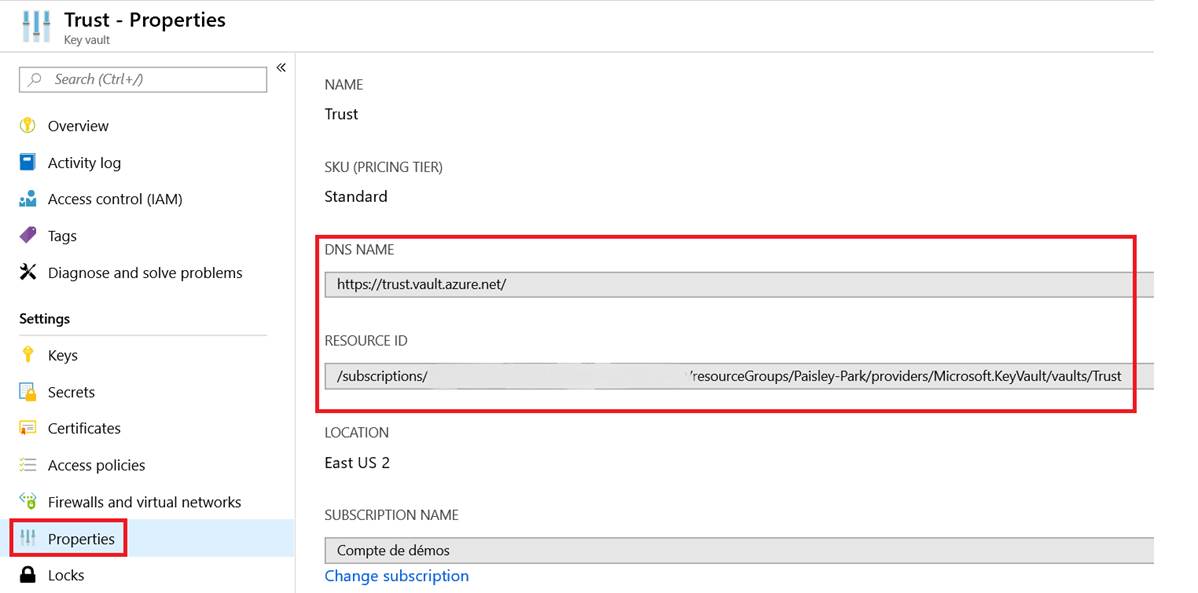 Trust - Properties
Key vault
«
Search (Ctrl+/)
Overview
Activity log
Access control (IAM)
Tags
Diagnose and solve problems
Settings
Keys
Secrets
Certificates
Access policies
Firewalls and virtual networks
Properties
Locks
NAME
Trust
SKU (PRICING TIER)
Standard
DNS NAME
https://trust.vault.azure.net/
RESOURCE ID
/subscriptions/ /resourceGroups/Paisley-Park/providers/Microsoft.KeyVault/vaults/Trust
LOCATION
East US 2
SUBSCRIPTION NAME
Compte de démos
Change subscription